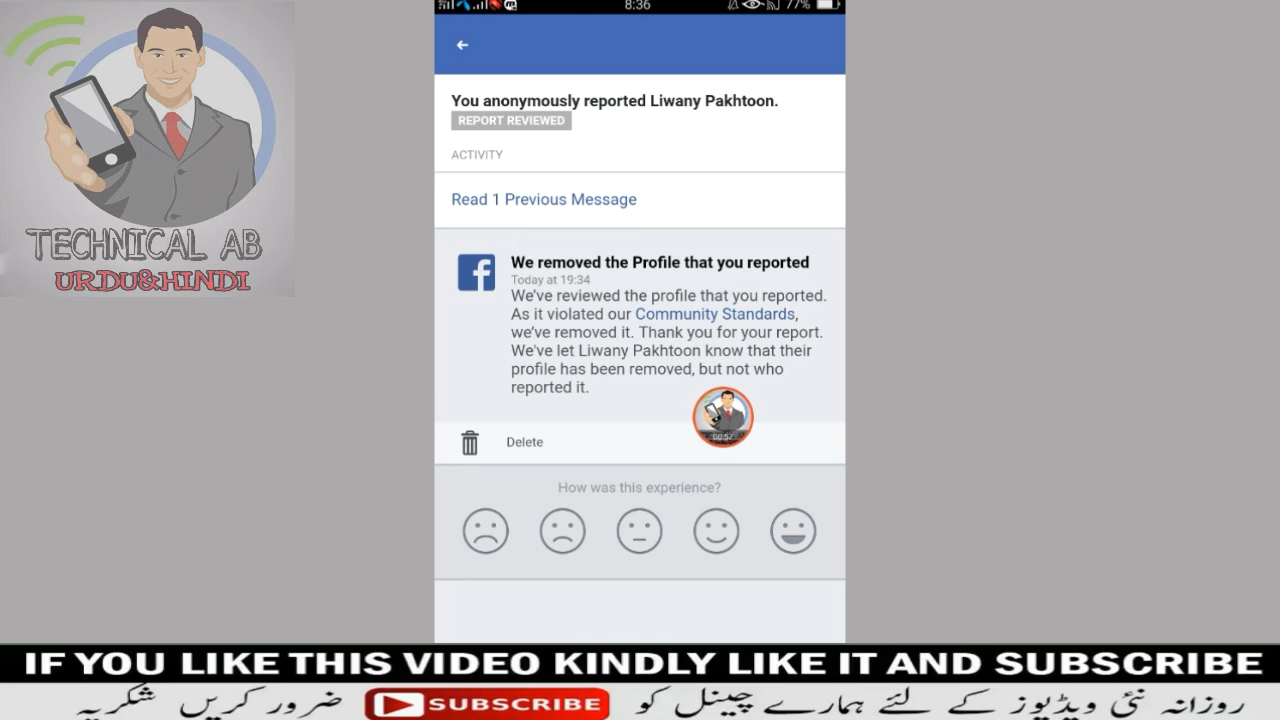 8:36
77%
You anonymously reported Liwany Pakhtoon.
REPORT REVIEWED
ACTIVITY
Read 1 Previous Message
We removed the Profile that you reported
Today at 19:34
We've reviewed the profile that you reported.
As it violated our Community Standards,
we've removed it. Thank you for your report.
We've let Liwany Pakhtoon know that their
profile has been removed, but not who
reported it.
00:57
Delete
How was this experience?
TECHNICAL AB
URDU&HINDI
IF YOU LIKE THIS VIDEO KINDLY LIKE IT AND SUBSCRIBE
روزانہ نئی ویڈیوز کے لئے ہمارے چینل کو SUBSCRIBE ضرور کریں شکریہ